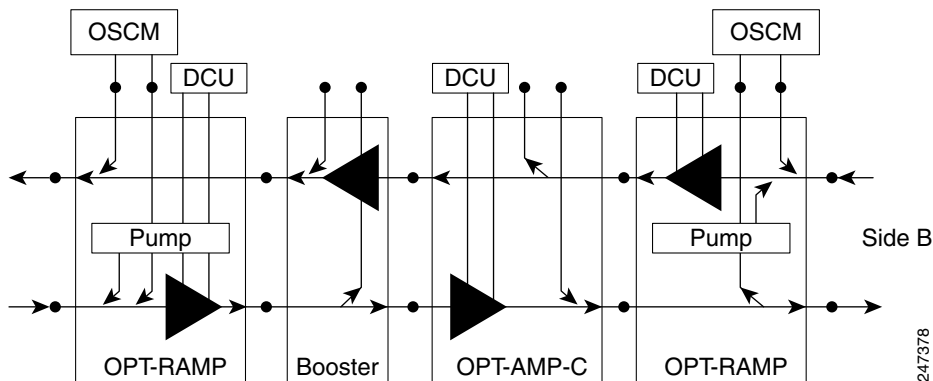 OSCM
OSCM
DCU
DCU
DCU
Pump
Pump
Side B
OPT-RAMP
Booster
OPT-AMP-C
OPT-RAMP
247378